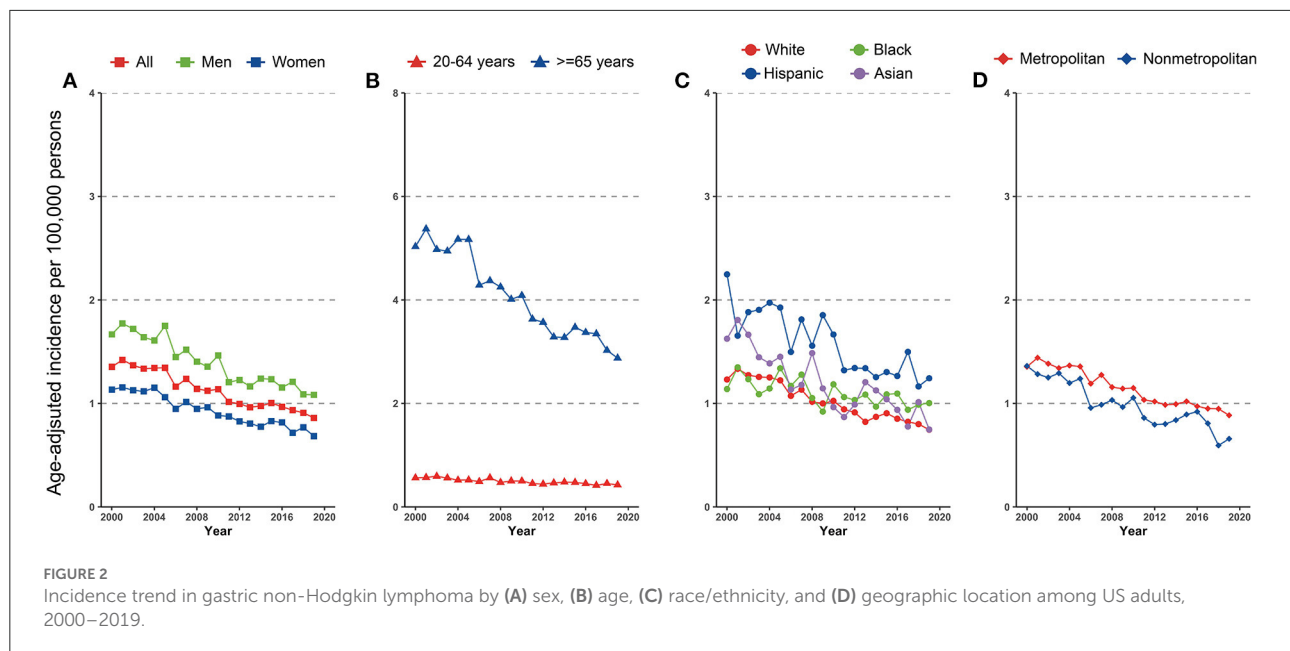 All Men Women
20-64 years >=65 years
White Black
Hispanic Asian
Metropolitan Nonmetropolitan
A
B
C
D
Age-adjsuted incidence per 100,000 persons
4
3
2
1
0
2000 2004 2008 2012 2016 2020
Year
8
6
4
2
0
2000 2004 2008 2012 2016 2020
Year
4
3
2
1
0
2000 2004 2008 2012 2016 2020
Year
4
3
2
1
0
2000 2004 2008 2012 2016 2020
Year
FIGURE 2
Incidence trend in gastric non-Hodgkin lymphoma by (A) sex, (B) age, (C) race/ethnicity, and (D) geographic location among US adults,
2000–2019.